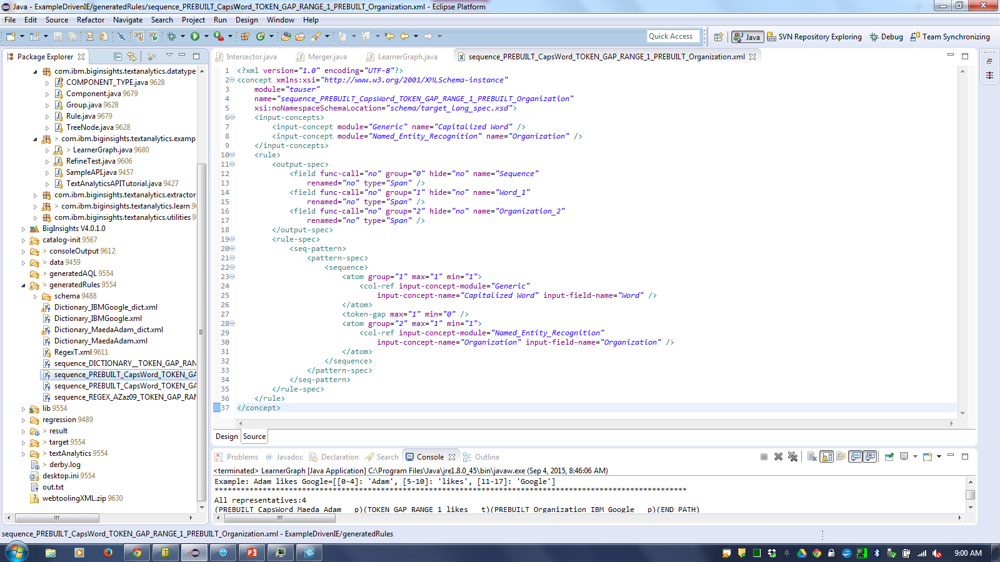 Java - ExampleDrivenIE/generatedRules/sequence_PREBUILT_CapsWord_TOKEN_GAP_RANGE_1_PREBUILT_Organization.xml - Eclipse Platform
File Edit Source Refactor Navigate Search Project Run Design Window Help
Quick Access Java SVN Repository Exploring Debug Team Synchronizing
Package Explorer
com.ibm.biginsights.textanalytics.datatype
COMPONENT_TYPE.java 9628
Component.java 9679
Group.java 9628
Rule.java 9679
TreeNode.java 9628
> com.ibm.biginsights.textanalytics.examp
> LearnerGraph.java 9680
RefineTest.java 9606
SampleAPI.java 9457
TextAnalyticsAPITutorial.java 9427
com.ibm.biginsights.textanalytics.extractor
> com.ibm.biginsights.textanalytics.learn 9
com.ibm.biginsights.textanalytics.utilities 9
BigInsights V4.0.1.0
catalog-init 9567
> consoleOutput 9612
> data 9459
> generatedAQL 9554
> generatedRules 9554
schema 9488
Dictionary_IBMGoogle_dict.xml
Dictionary_IBMGoogle.xml
Dictionary_MaedaAdam_dict.xml
Dictionary_MaedaAdam.xml
RegexT.xml 9611
sequence_DICTIONARY__TOKEN_GAP_RAN
sequence_PREBUILT_CapsWord_TOKEN_GA
sequence_PREBUILT_CapsWord_TOKEN_GA
sequence_REGEX_AZaz09_TOKEN_GAP_RAN
lib 9554
regression 9489
> result
> target 9554
> textAnalytics 9554
> derby.log
desktop.ini 9554
out.txt
webtoolingXML.zip 9630
Intersector.java Merger.java LearnerGraph.java sequence_PREBUILT_CapsWord_TOKEN_GAP_RANGE_1_PREBUILT_Organization.xml
1 <?xml version="1.0" encoding="UTF-8"?>
2 <concept xmlns:xsi="http://www.w3.org/2001/XMLSchema-instance"
3 module="tauser"
4 name="sequence_PREBUILT_CapsWord_TOKEN_GAP_RANGE_1_PREBUILT_Organization"
5 xsi:noNamespaceSchemaLocation="schema/target_lang_spec.xsd">
6 <input-concepts>
7 <input-concept module="Generic" name="Capitalized Word" />
8 <input-concept module="Named_Entity_Recognition" name="Organization" />
9 </input-concepts>
10 <rule>
11 <output-spec>
12 <field func-call="no" group="0" hide="no" name="Sequence"
13 renamed="no" type="Span" />
14 <field func-call="no" group="1" hide="no" name="Word_1"
15 renamed="no" type="Span" />
16 <field func-call="no" group="2" hide="no" name="Organization_2"
17 renamed="no" type="Span" />
18 </output-spec>
19 <rule-spec>
20 <seq-pattern>
21 <pattern-spec>
22 <sequence>
23 <atom group="1" max="1" min="1">
24 <col-ref input-concept-module="Generic"
25 input-concept-name="Capitalized Word" input-field-name="Word" />
26 </atom>
27 <token-gap max="1" min="0" />
28 <atom group="2" max="1" min="1">
29 <col-ref input-concept-module="Named_Entity_Recognition"
30 input-concept-name="Organization" input-field-name="Organization" />
31 </atom>
32 </sequence>
33 </pattern-spec>
34 </seq-pattern>
35 </rule-spec>
36 </rule>
37 </concept>
Design Source
Problems @ Javadoc Declaration Search Console Outline
<terminated> LearnerGraph [Java Application] C:\Program Files\Java\jre1.8.0_45\bin\javaw.exe (Sep 4, 2015, 8:46:06 AM)
Example: Adam likes Google=[[0-4]: 'Adam', [5-10]: 'likes', [11-17]: 'Google']
All representatives:4
(PREBUILT CapsWord Maeda Adam p)(TOKEN GAP RANGE 1 likes t)(PREBUILT Organization IBM Google p)(END PATH)
sequence_PREBUILT_CapsWord_TOKEN_GAP_RANGE_1_PREBUILT_Organization.xml - ExampleDrivenIE/generatedRules
9:00 AM